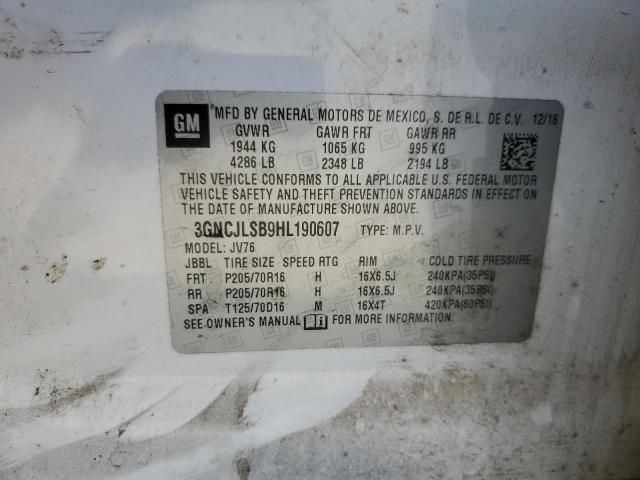 GM MFD BY GENERAL MOTORS DE MEXICO, S. DE R.L. DE C.V. 12/16
GVWR GAWR FRT GAWR RR
1944 KG 1065 KG 995 KG
4286 LB 2348 LB 2194 LB
THIS VEHICLE CONFORMS TO ALL APPLICABLE U.S. FEDERAL MOTOR
VEHICLE SAFETY AND THEFT PREVENTION STANDARDS IN EFFECT ON
THE DATE OF MANUFACTURE SHOWN ABOVE.
3GNCJLSB9HL190607 TYPE: M.P.V.
MODEL: JV76
JBBL TIRE SIZE SPEED RTG RIM COLD TIRE PRESSURE
FRT P205/70R16 H 16X6.5J 240KPA(35PSI)
RR P205/70R16 H 16X6.5J 240KPA(35PSI)
SPA T125/70D16 M 16X4T 420KPA(60PSI)
SEE OWNER'S MANUAL FOR MORE INFORMATION.